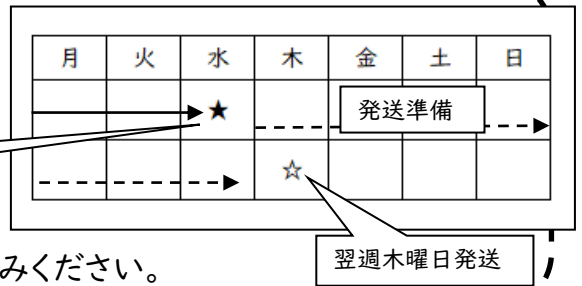 月 火 水 木 金 土 日
★ 発送準備
☆
翌週木曜日発送
みください。